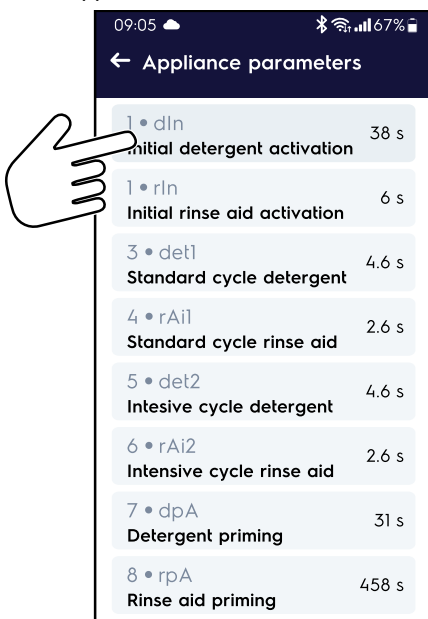 09:05 67%
← Appliance parameters
1 • dIn
Initial detergent activation 38 s
1 • rIn
Initial rinse aid activation 6 s
3 • det1
Standard cycle detergent 4.6 s
4 • rAi1
Standard cycle rinse aid 2.6 s
5 • det2
Intesive cycle detergent 4.6 s
6 • rAi2
Intensive cycle rinse aid 2.6 s
7 • dpA
Detergent priming 31 s
8 • rpA
Rinse aid priming 458 s